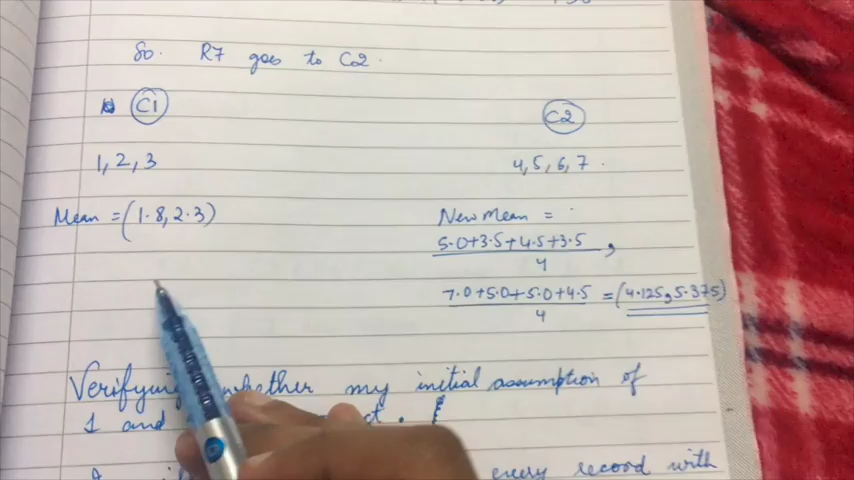 So. R7 goes to C2.
C1
C2
1, 2, 3
4, 5, 6, 7.
Mean = (1.8, 2.3)
New Mean =
5.0+3.5+4.5+3.5 ,
4
7.0+5.0+5.0+4.5 = (4.125, 5.375)
4
Verifying whether my initial assumption of
1 and
every record with